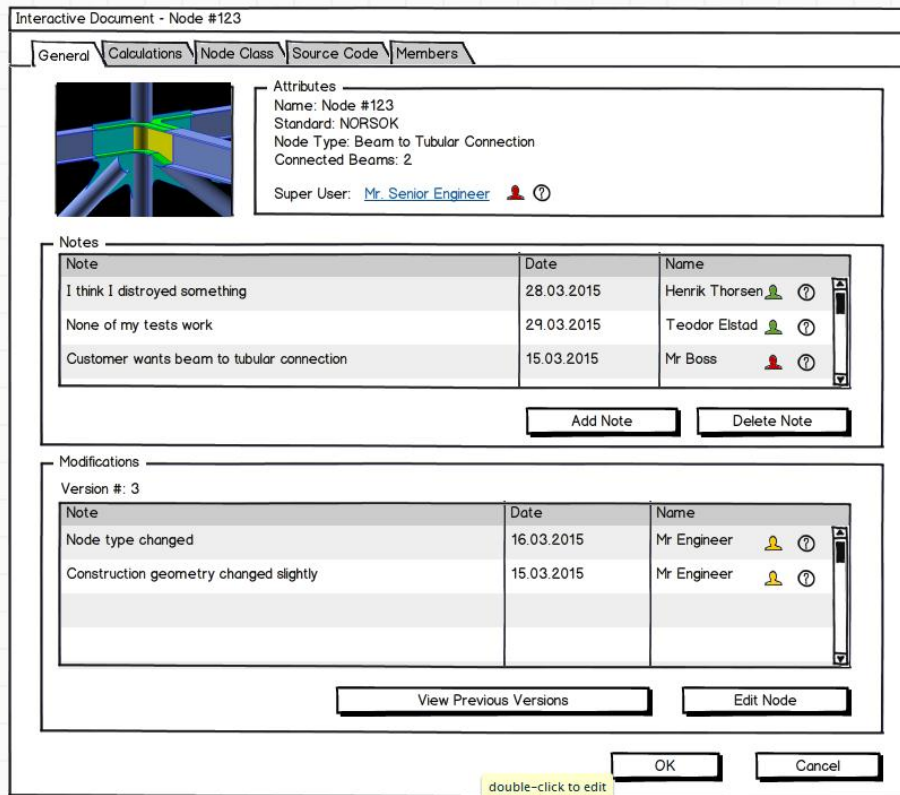 Interactive Document - Node #123
General Calculations Node Class Source Code Members
Attributes
Name: Node #123
Standard: NORSOK
Node Type: Beam to Tubular Connection
Connected Beams: 2
Super User: Mr. Senior Engineer ?
Notes
Note Date Name
I think I distroyed something 28.03.2015 Henrik Thorsen ?
None of my tests work 29.03.2015 Teodor Elstad ?
Customer wants beam to tubular connection 15.03.2015 Mr Boss ?
Add Note Delete Note
Modifications
Version #: 3
Note Date Name
Node type changed 16.03.2015 Mr Engineer ?
Construction geometry changed slightly 15.03.2015 Mr Engineer ?
View Previous Versions Edit Node
OK Cancel
double-click to edit